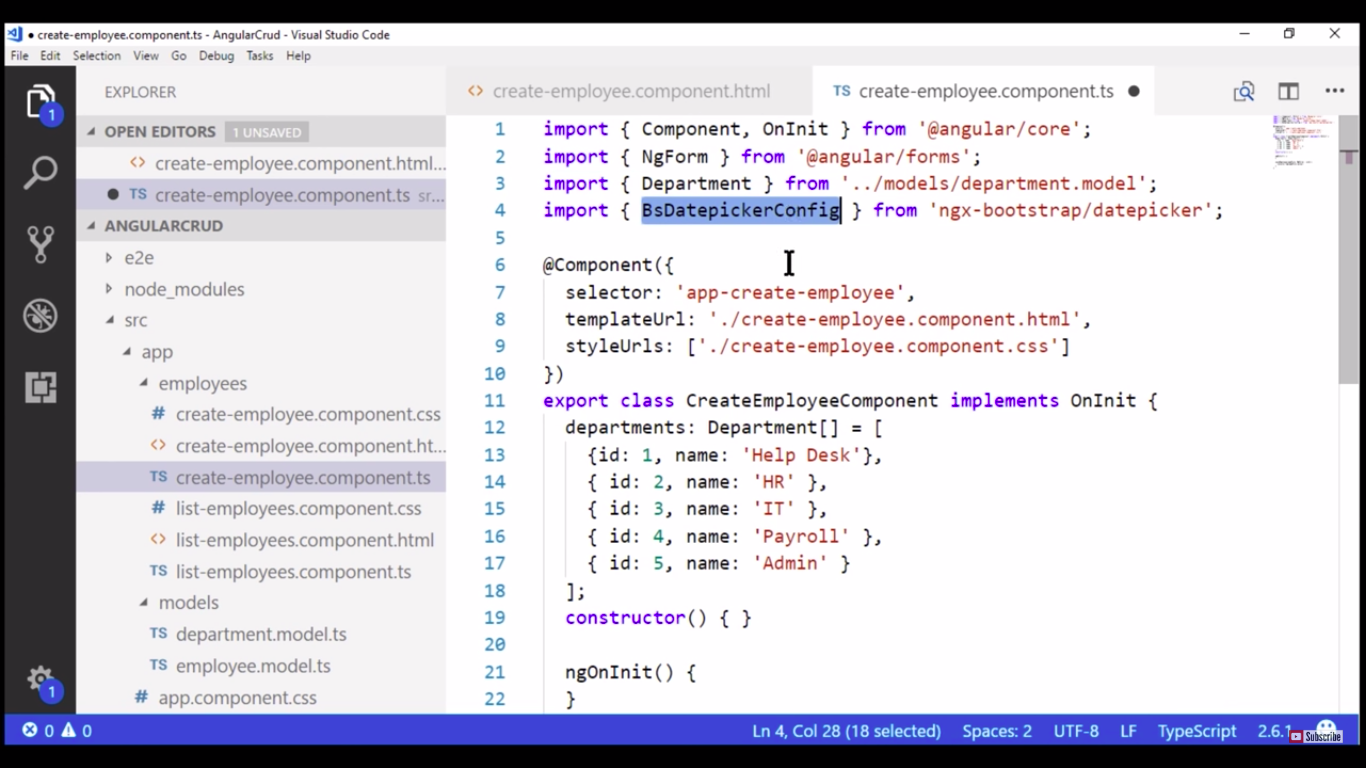 create-employee.component.ts - AngularCrud - Visual Studio Code
File Edit Selection View Go Debug Tasks Help
EXPLORER
OPEN EDITORS 1 UNSAVED
<> create-employee.component.html...
TS create-employee.component.ts sr...
ANGULARCRUD
e2e
node_modules
src
app
employees
# create-employee.component.css
<> create-employee.component.ht...
TS create-employee.component.ts
# list-employees.component.css
<> list-employees.component.html
TS list-employees.component.ts
models
TS department.model.ts
TS employee.model.ts
# app.component.css
1
1
<> create-employee.component.html
TS create-employee.component.ts
1 import { Component, OnInit } from '@angular/core';
2 import { NgForm } from '@angular/forms';
3 import { Department } from '../models/department.model';
4 import { BsDatepickerConfig } from 'ngx-bootstrap/datepicker';
5
6 @Component({
7 selector: 'app-create-employee',
8 templateUrl: './create-employee.component.html',
9 styleUrls: ['./create-employee.component.css']
10 })
11 export class CreateEmployeeComponent implements OnInit {
12 departments: Department[] = [
13 {id: 1, name: 'Help Desk'},
14 { id: 2, name: 'HR' },
15 { id: 3, name: 'IT' },
16 { id: 4, name: 'Payroll' },
17 { id: 5, name: 'Admin' }
18 ];
19 constructor() { }
20
21 ngOnInit() {
22 }
0 0 Ln 4, Col 28 (18 selected) Spaces: 2 UTF-8 LF TypeScript 2.6.1
Subscribe